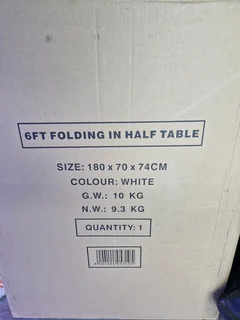 6FT FOLDING IN HALF TABLE
SIZE: 180 x 70 x 74CM
COLOUR: WHITE
G.W.: 10 KG
N.W.: 9.3 KG
QUANTITY: 1